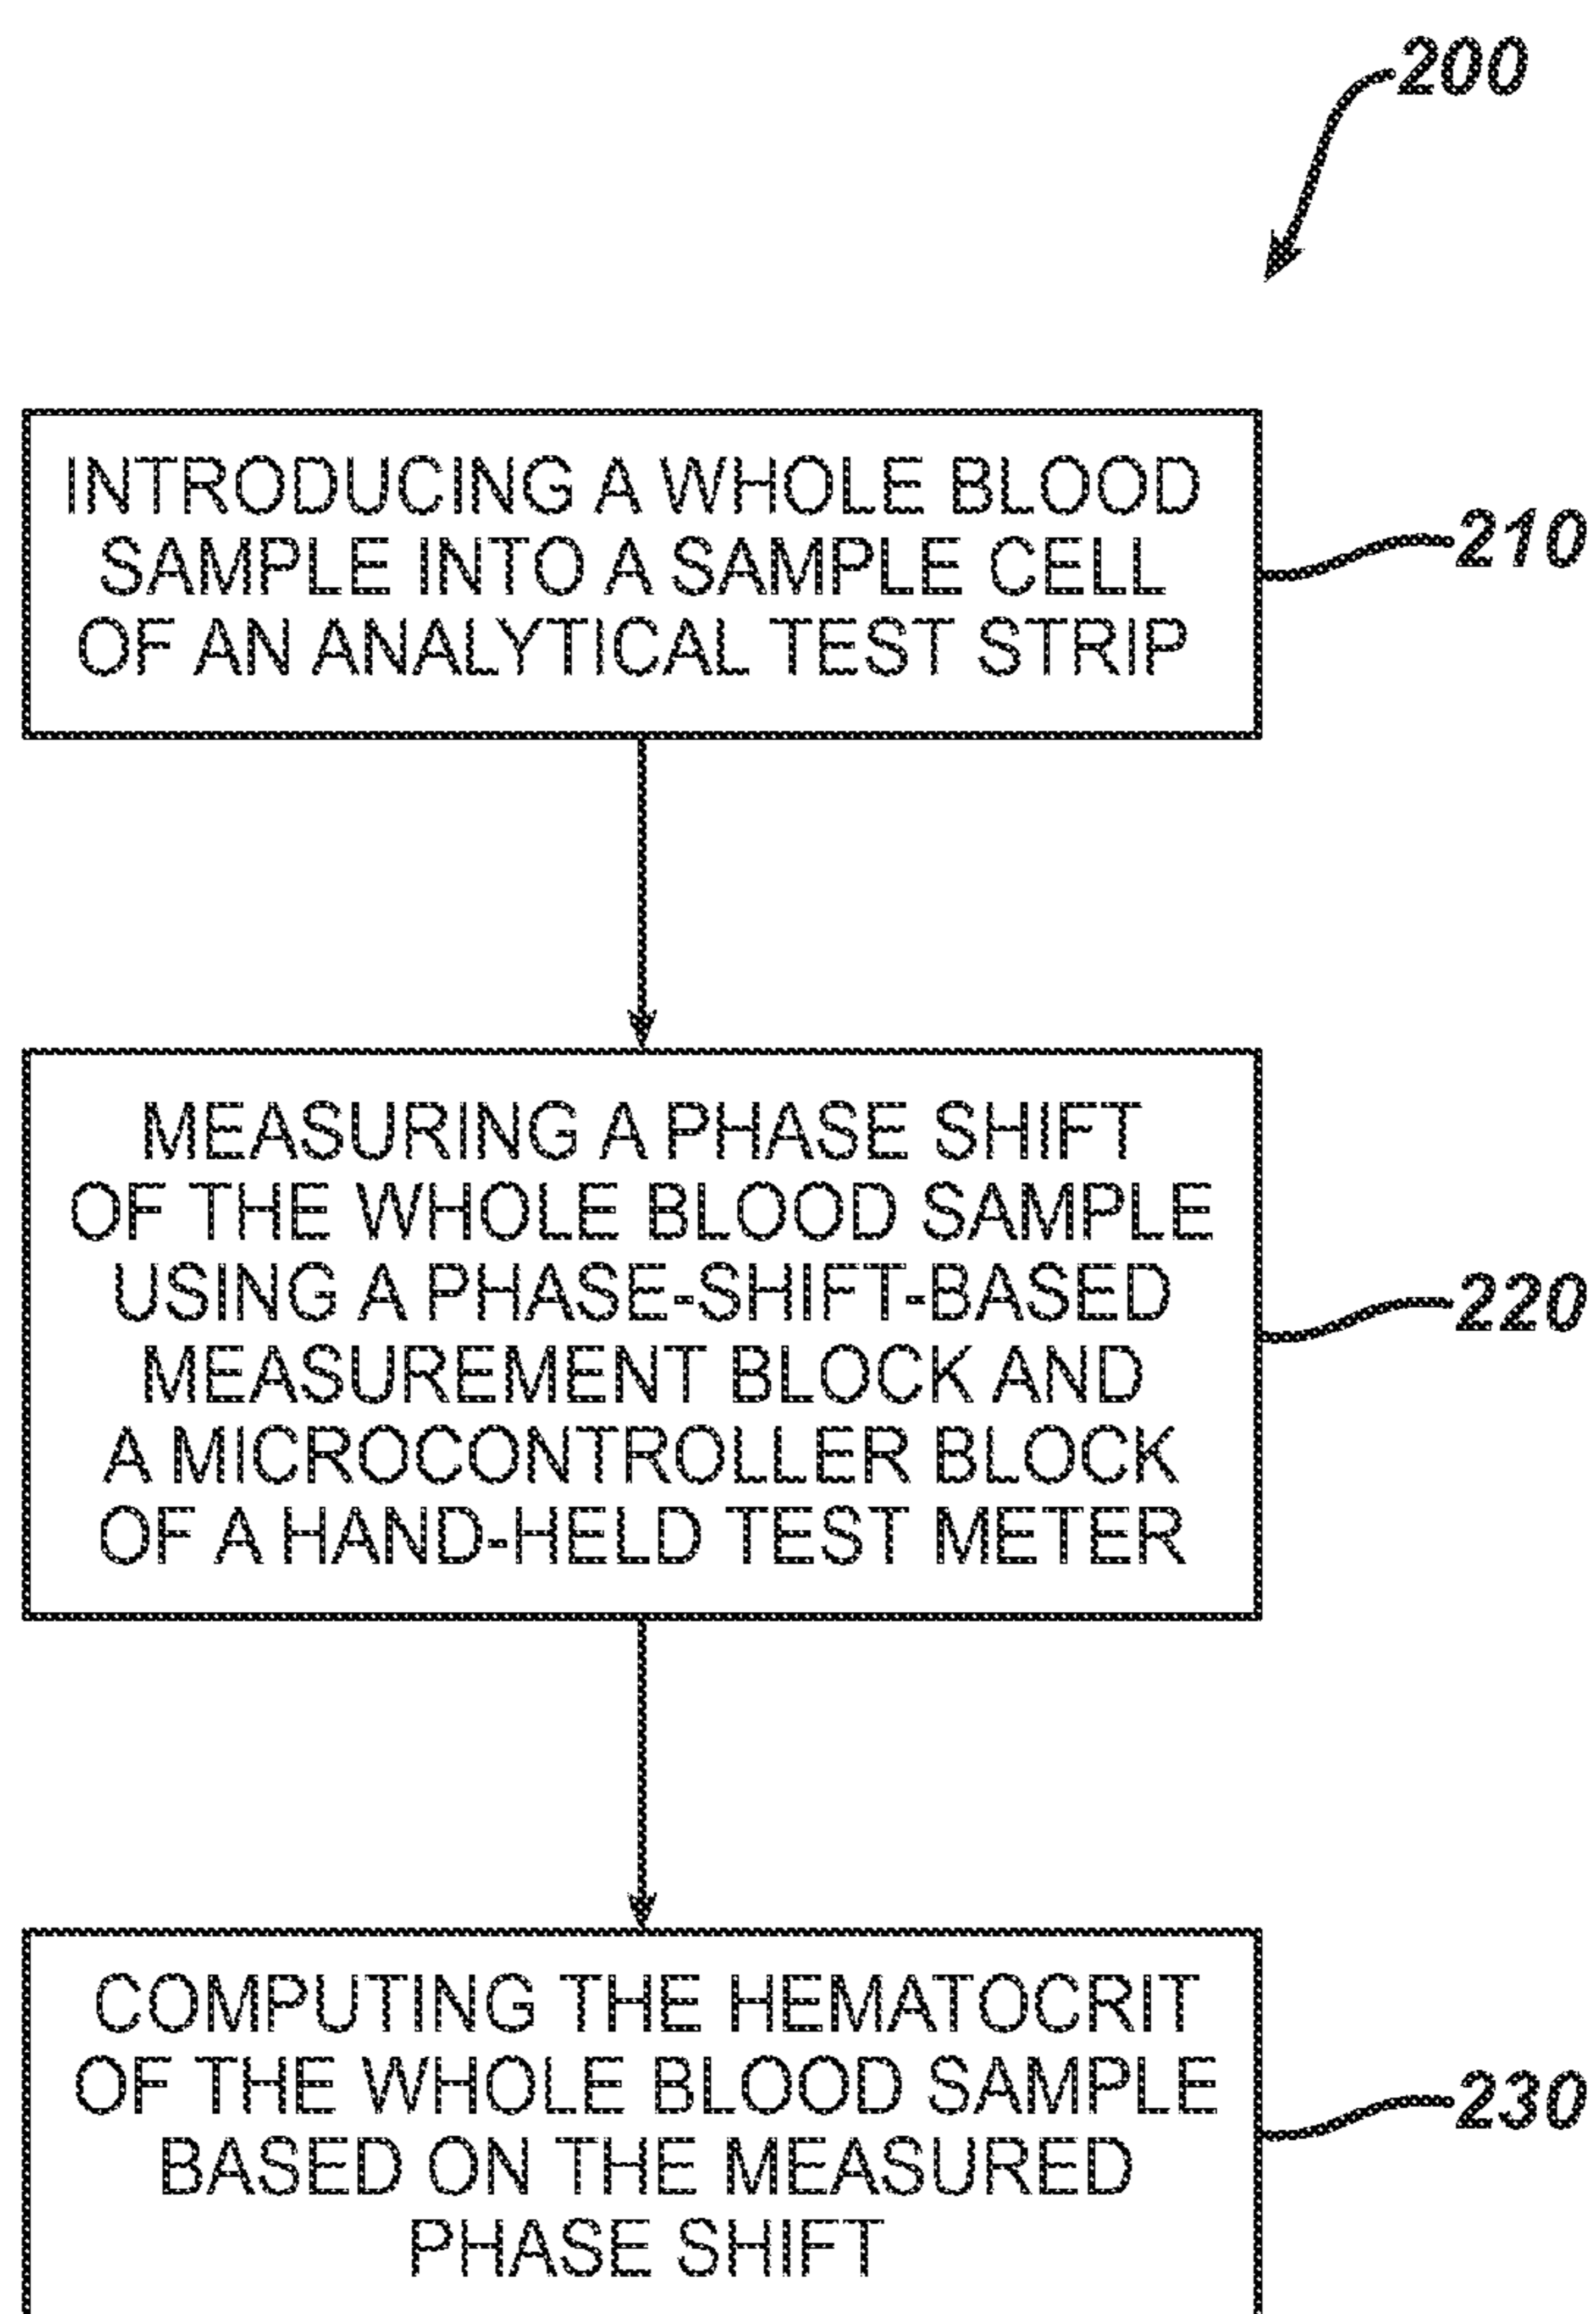 200
INTRODUCING A WHOLE BLOOD
SAMPLE INTO A SAMPLE CELL
OF AN ANALYTICAL TEST STRIP
210
MEASURING A PHASE SHIFT
OF THE WHOLE BLOOD SAMPLE
USING A PHASE-SHIFT-BASED
MEASUREMENT BLOCK AND
A MICROCONTROLLER BLOCK
OF A HAND-HELD TEST METER
220
COMPUTING THE HEMATOCRIT
OF THE WHOLE BLOOD SAMPLE
BASED ON THE MEASURED
PHASE SHIFT
230